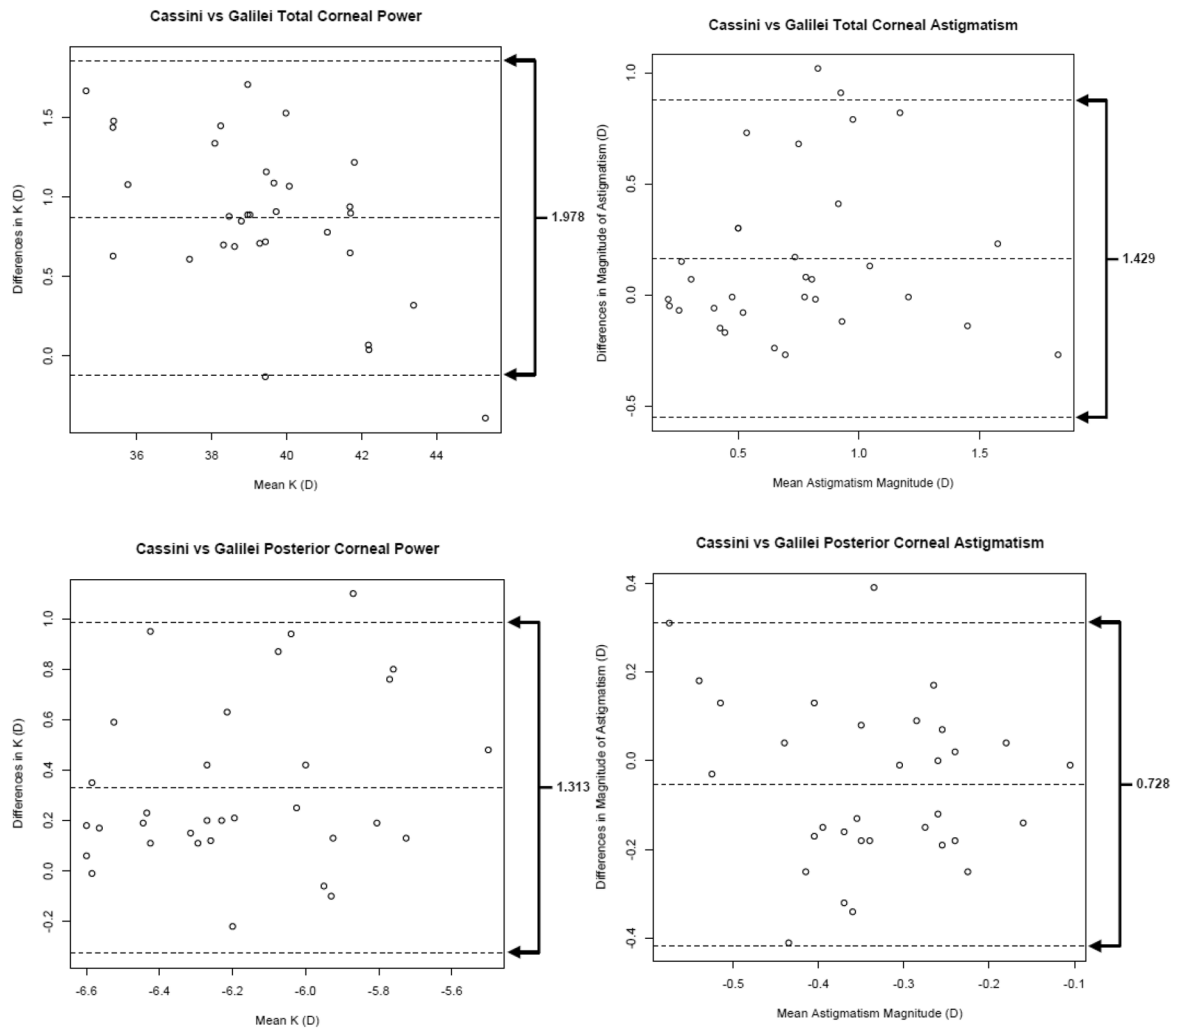 Cassini vs Galilei Total Corneal Power
Differences in K (D)
1.5
1.0
0.5
0.0
36 38 40 42 44
Mean K (D)
1.978
Cassini vs Galilei Total Corneal Astigmatism
Differences in Magnitude of Astigmatism (D)
1.0
0.5
0.0
-0.5
0.5 1.0 1.5
Mean Astigmatism Magnitude (D)
1.429
Cassini vs Galilei Posterior Corneal Power
Differences in K (D)
1.0
0.8
0.6
0.4
0.2
0.0
-0.2
-6.6 -6.4 -6.2 -6.0 -5.8 -5.6
Mean K (D)
1.313
Cassini vs Galilei Posterior Corneal Astigmatism
Differences in Magnitude of Astigmatism (D)
0.4
0.2
0.0
-0.2
-0.4
-0.5 -0.4 -0.3 -0.2 -0.1
Mean Astigmatism Magnitude (D)
0.728